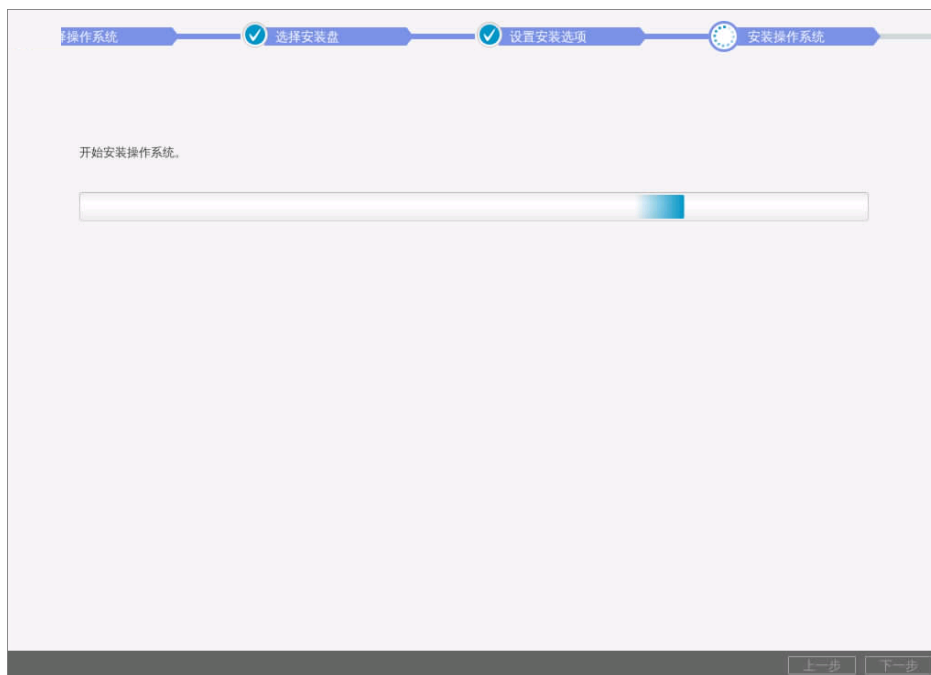 择操作系统
选择安装盘
设置安装选项
安装操作系统
开始安装操作系统。
上一步
下一步